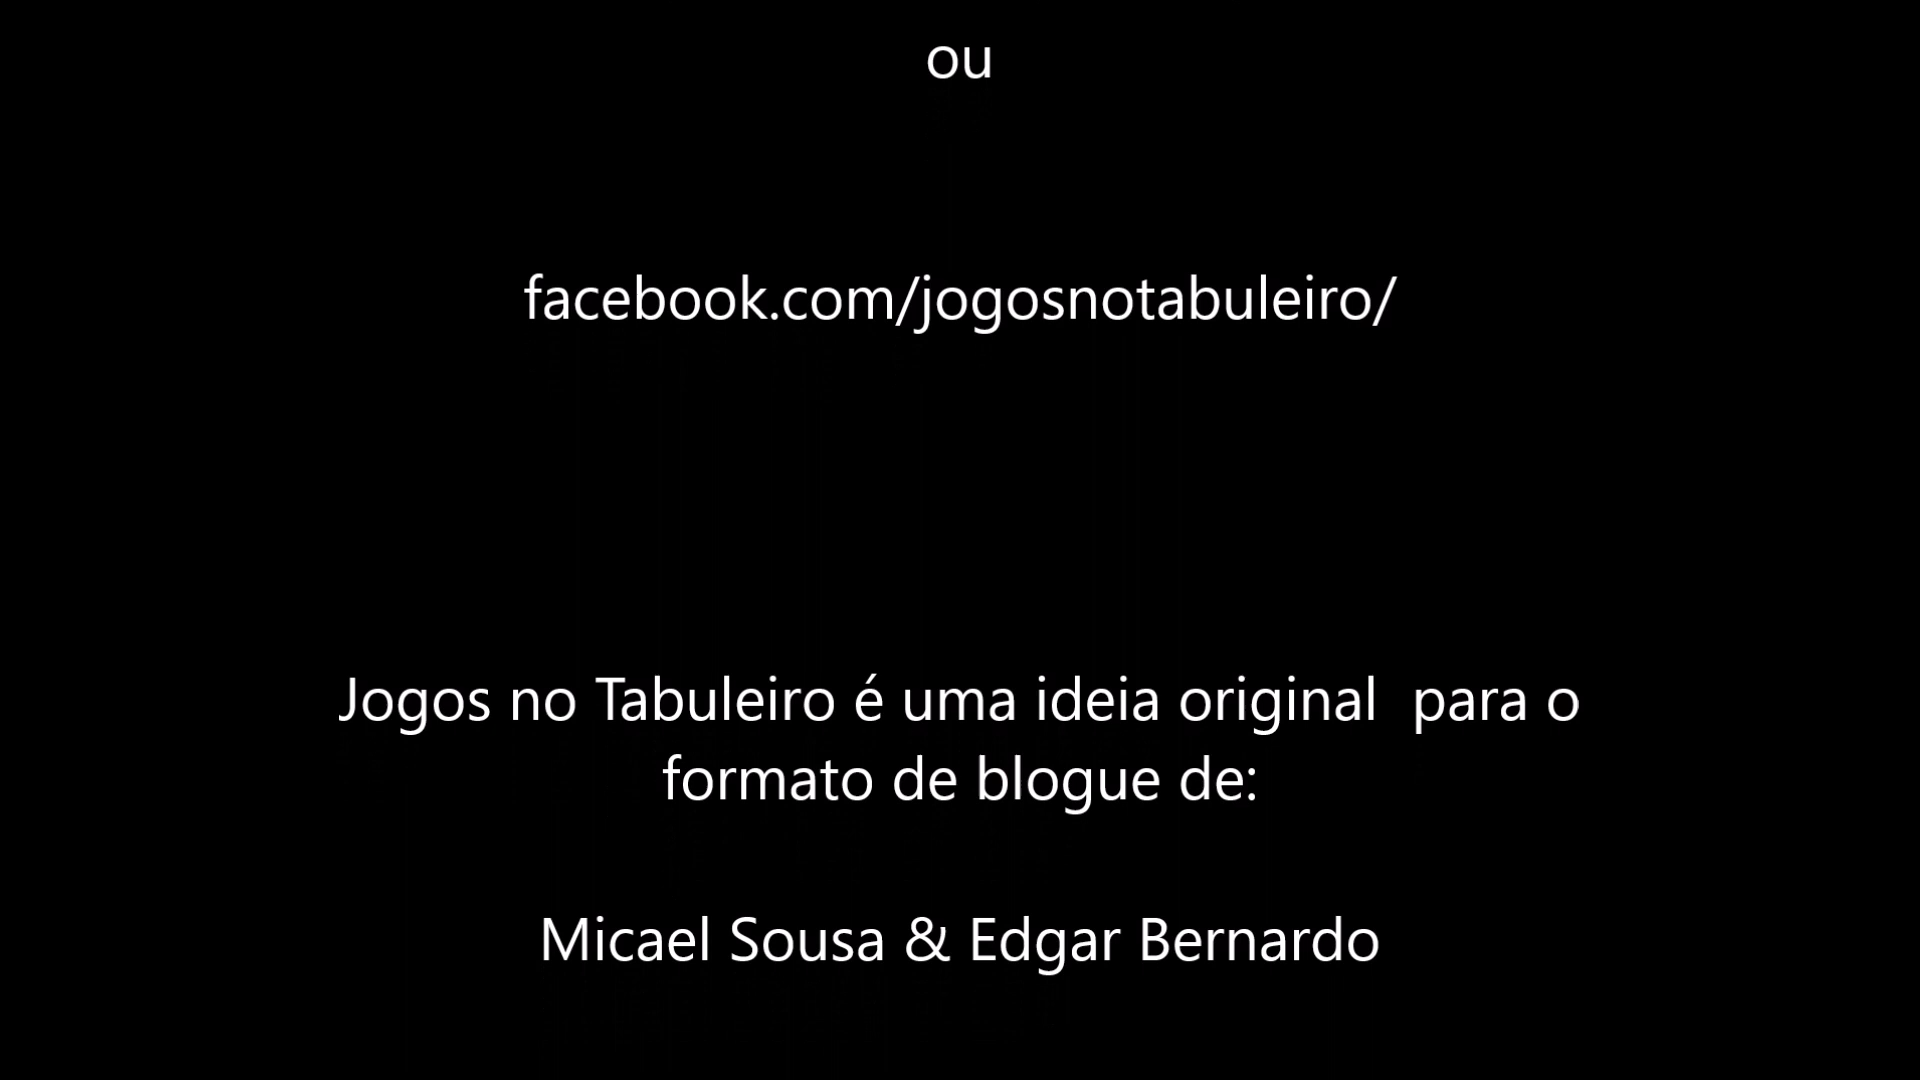 ou
facebook.com/jogosnotabuleiro/
Jogos no Tabuleiro é uma ideia original  para o
formato de blogue de:
Micael Sousa & Edgar Bernardo